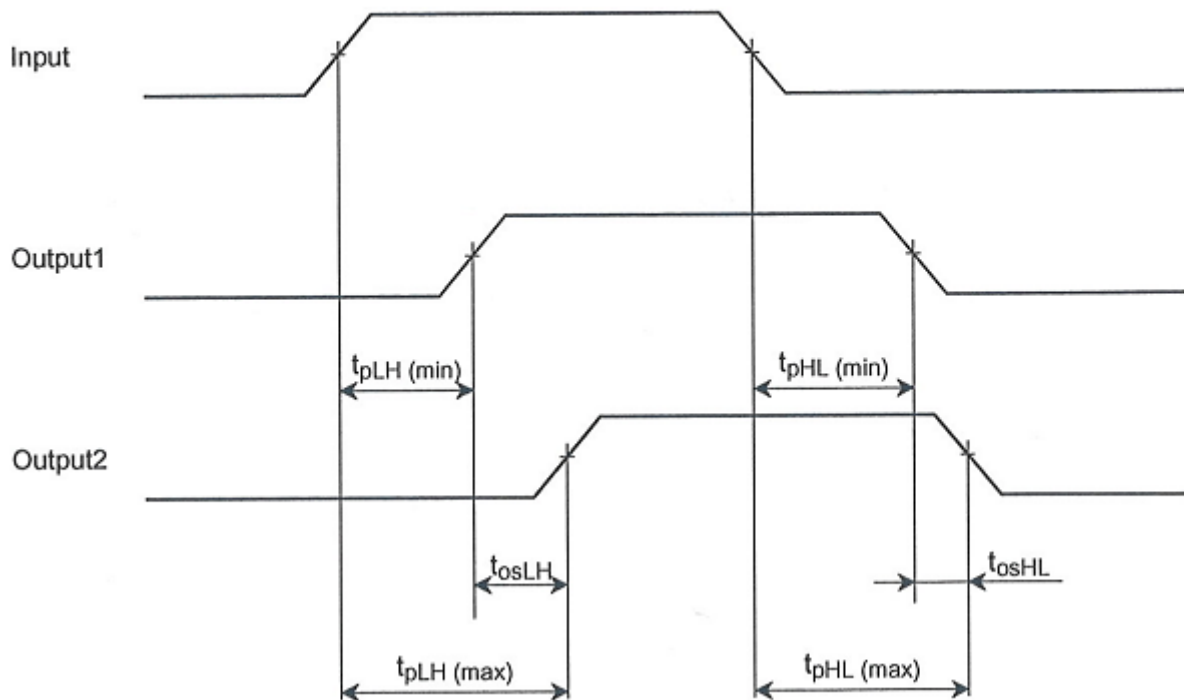 Input
Output1
tpLH (min)
tpHL (min)
Output2
tosLH
tosHL
tpLH (max)
tpHL (max)